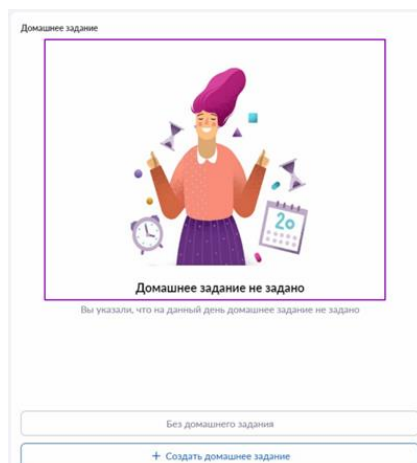 Домашнее задание
20
Домашнее задание не задано
Вы указали, что на данный день домашнее задание не задано
Без домашнего задания
+ Создать домашнее задание